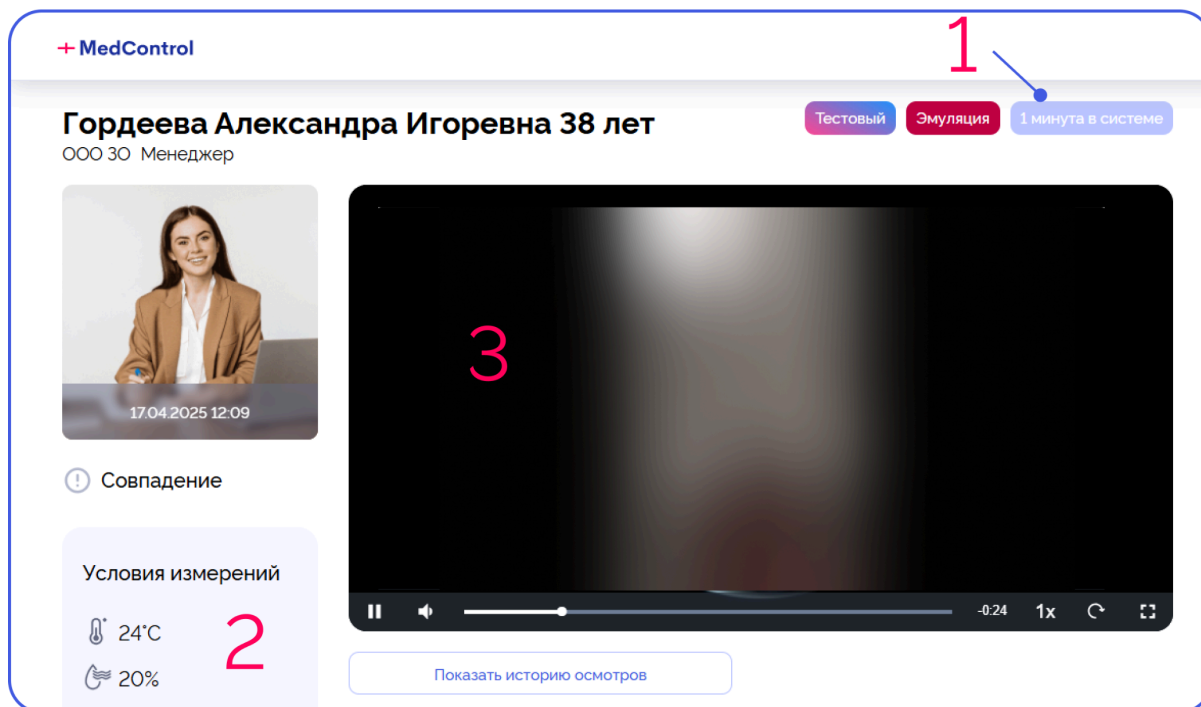 1
MedControl
Гордеева Александра Игоревна 38 лет
ООО ЗО Менеджер
Тестовый
Эмуляция
1 минута в системе
17.04.2025 12:09
3
Совпадение
Условия измерений
24°C
2
20%
-0:24
1x
Показать историю осмотров